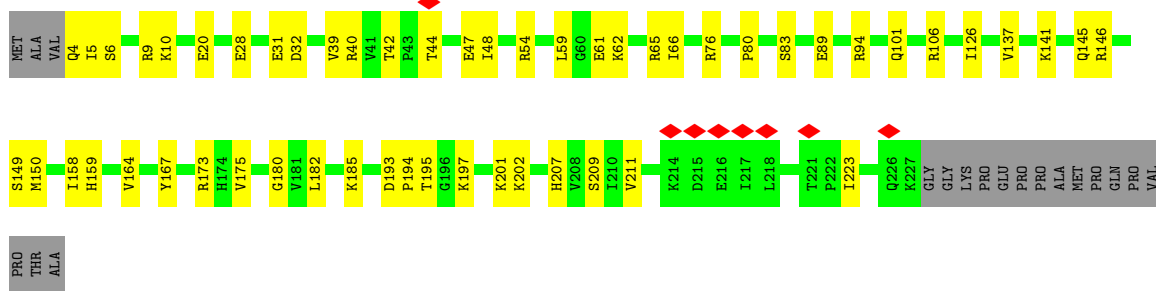 MET ALA VAL Q4 I5 S6 R9 K10 E20 E28 E31 D32 V39 R40 V41 T42 P43 T44 E47 I48 R54 L59 G60 E61 K62 R65 I66 R76 P80 S83 E89 R94 Q101 R106 I126 V137 K141 Q145 R146
S149 M150 I158 H159 V164 Y167 R173 H174 V175 G180 V181 L182 K185 D193 P194 T195 G196 K197 K201 K202 H207 V208 S209 I210 V211 K214 D215 E216 I217 L218 T221 P222 I223 Q226 K227 GLY GLY LYS PRO GLU PRO PRO ALA MET PRO GLN PRO VAL
PRO THR ALA